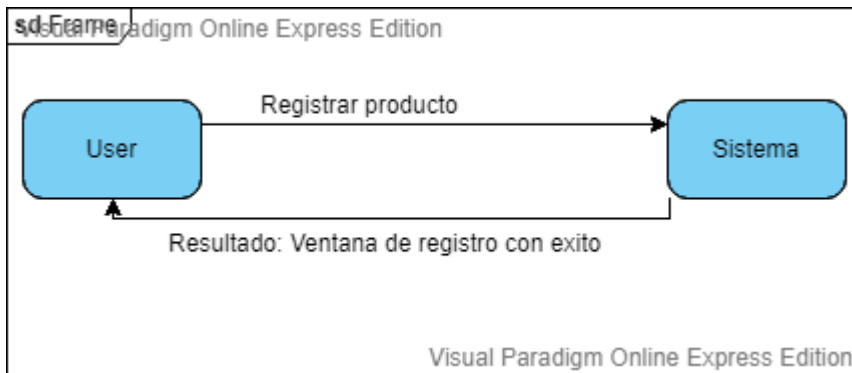 sd Frame
Visual Paradigm Online Express Edition
Registrar producto
User
Sistema
Resultado: Ventana de registro con exito
Visual Paradigm Online Express Edition